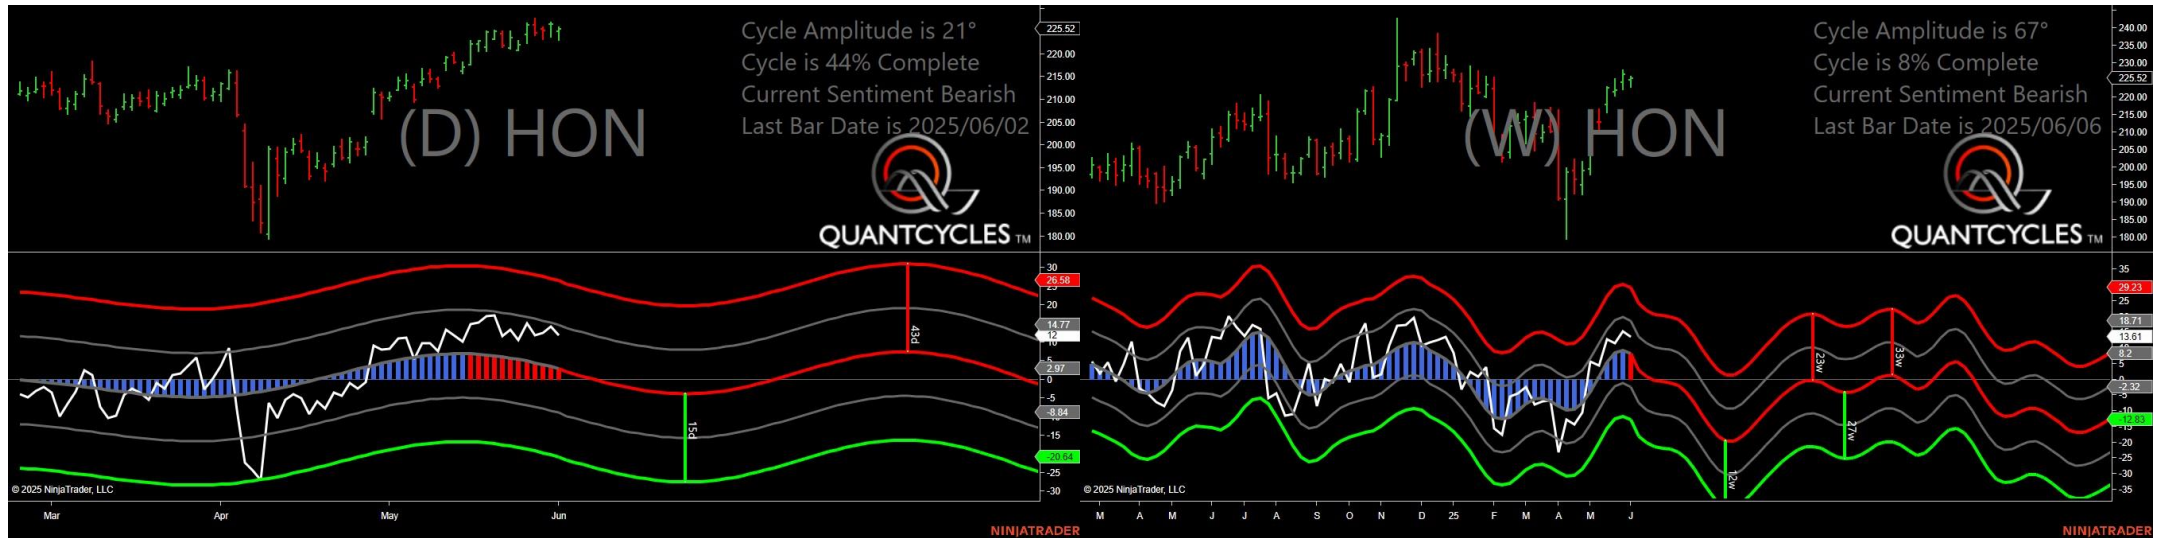 Cycle Amplitude is 21°
Cycle is 44% Complete
Current Sentiment Bearish
Last Bar Date is 2025/06/02
(D) HON
QUANTCYCLES TM
225.52
220.00
215.00
210.00
205.00
200.00
195.00
190.00
185.00
180.00
30
26.58
20
14.77
12
10
5
2.97
0
-5
-8.84
-15
-20.64
-25
-30
43d
15d
© 2025 NinjaTrader, LLC
Mar Apr May Jun
NINJATRADER
Cycle Amplitude is 67°
Cycle is 8% Complete
Current Sentiment Bearish
Last Bar Date is 2025/06/06
(W) HON
QUANTCYCLES TM
240.00
235.00
230.00
225.52
220.00
215.00
210.00
205.00
200.00
195.00
190.00
185.00
180.00
35
29.23
25
18.71
13.61
8.2
5
0
-2.32
-5
-10
-12.83
-20
-25
-30
-35
23w
33w
27w
12w
© 2025 NinjaTrader, LLC
M A M J J A S O N D 25 F M A M J
NINJATRADER